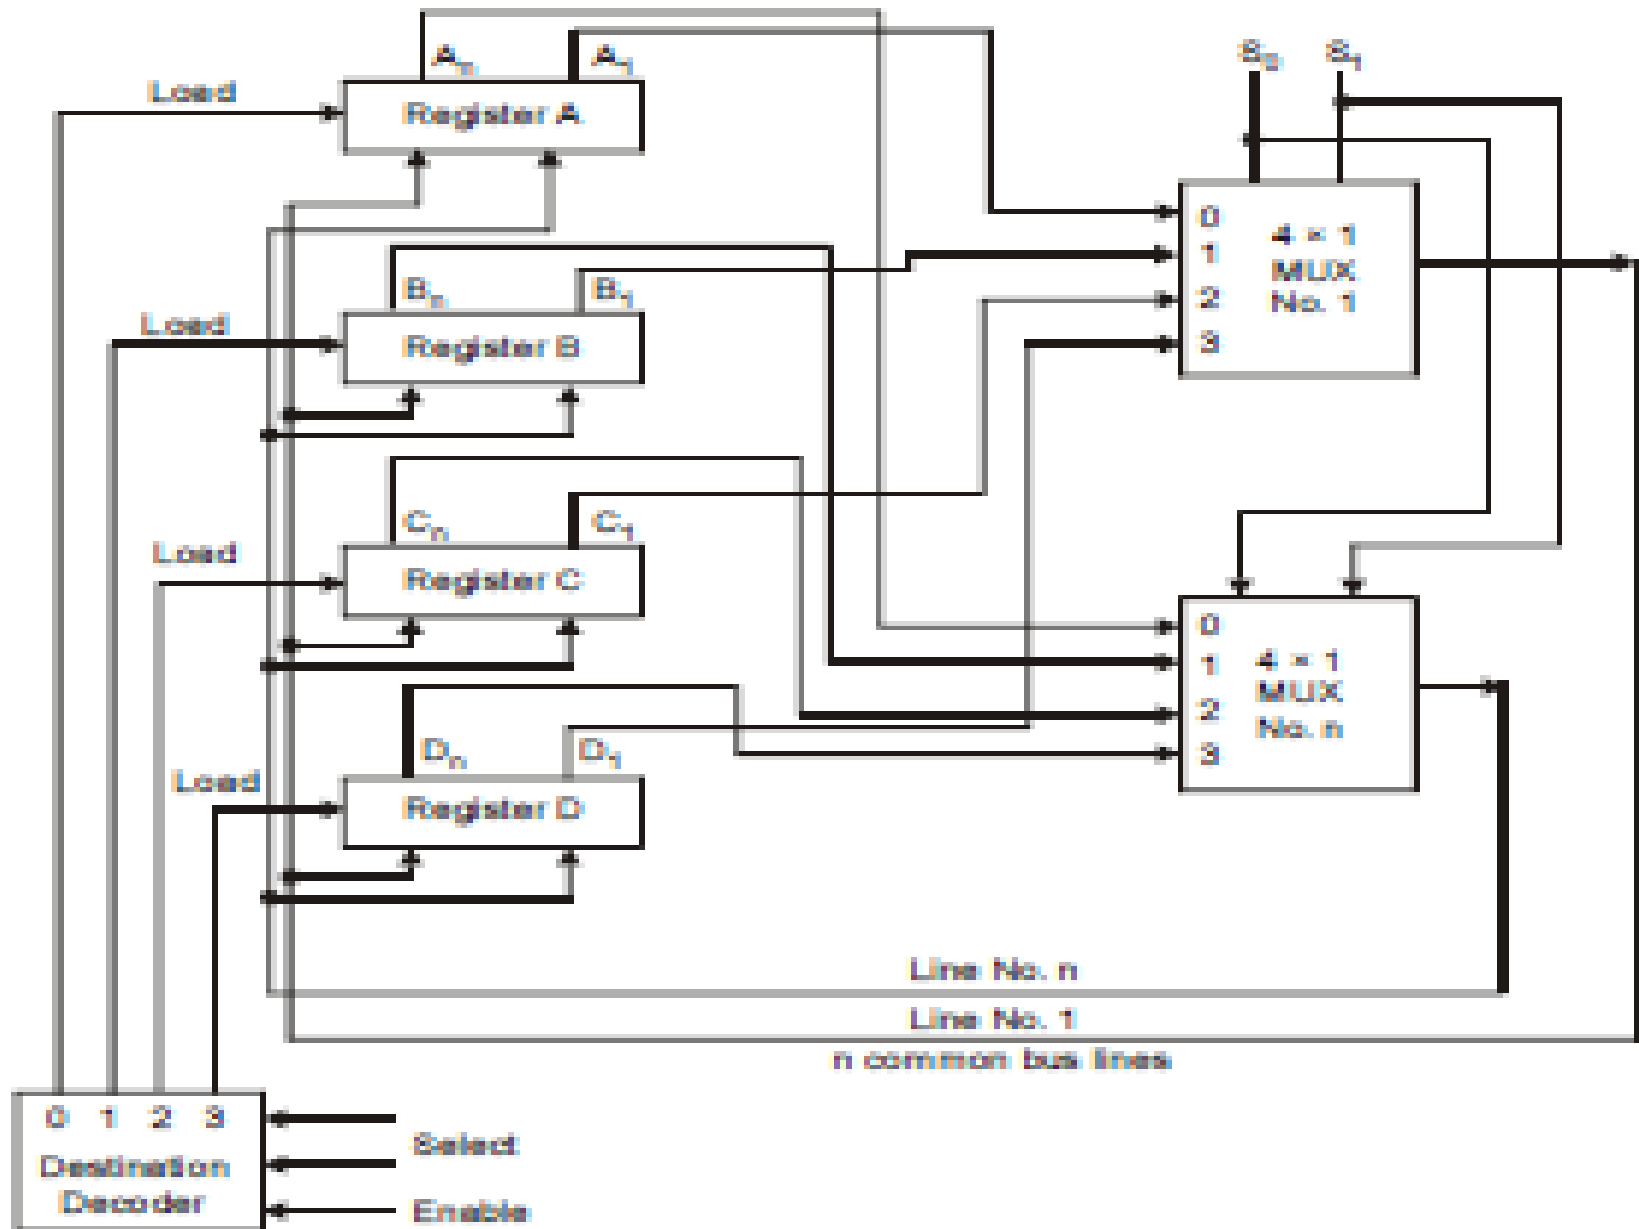 S₀ S₁
Aₙ A₁
Load
Register A
0
1
2
3
4 × 1
MUX
No. 1
Bₙ B₁
Load
Register B
Cₙ C₁
Load
Register C
0
1
2
3
4 × 1
MUX
No. n
Dₙ D₁
Load
Register D
Line No. n
Line No. 1
n common bus lines
0 1 2 3
Destination
Decoder
Select
Enable